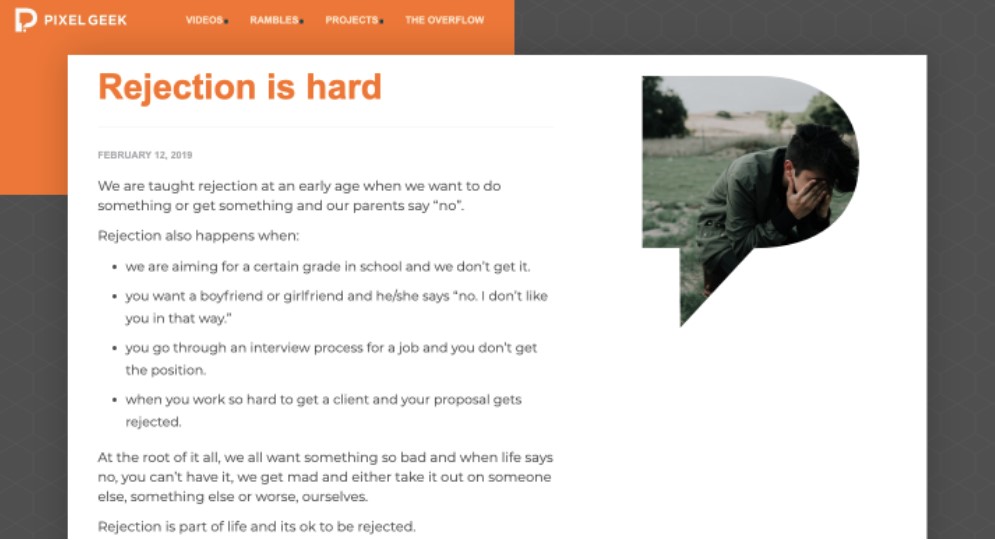 PIXELGEEK
VIDEOS
RAMBLES
PROJECTS
THE OVERFLOW
Rejection is hard
FEBRUARY 12, 2019
We are taught rejection at an early age when we want to do
something or get something and our parents say “no”.
Rejection also happens when:
• we are aiming for a certain grade in school and we don’t get it.
• you want a boyfriend or girlfriend and he/she says “no. I don’t like
you in that way.”
• you go through an interview process for a job and you don’t get
the position.
• when you work so hard to get a client and your proposal gets
rejected.
At the root of it all, we all want something so bad and when life says
no, you can’t have it, we get mad and either take it out on someone
else, something else or worse, ourselves.
Rejection is part of life and its ok to be rejected.